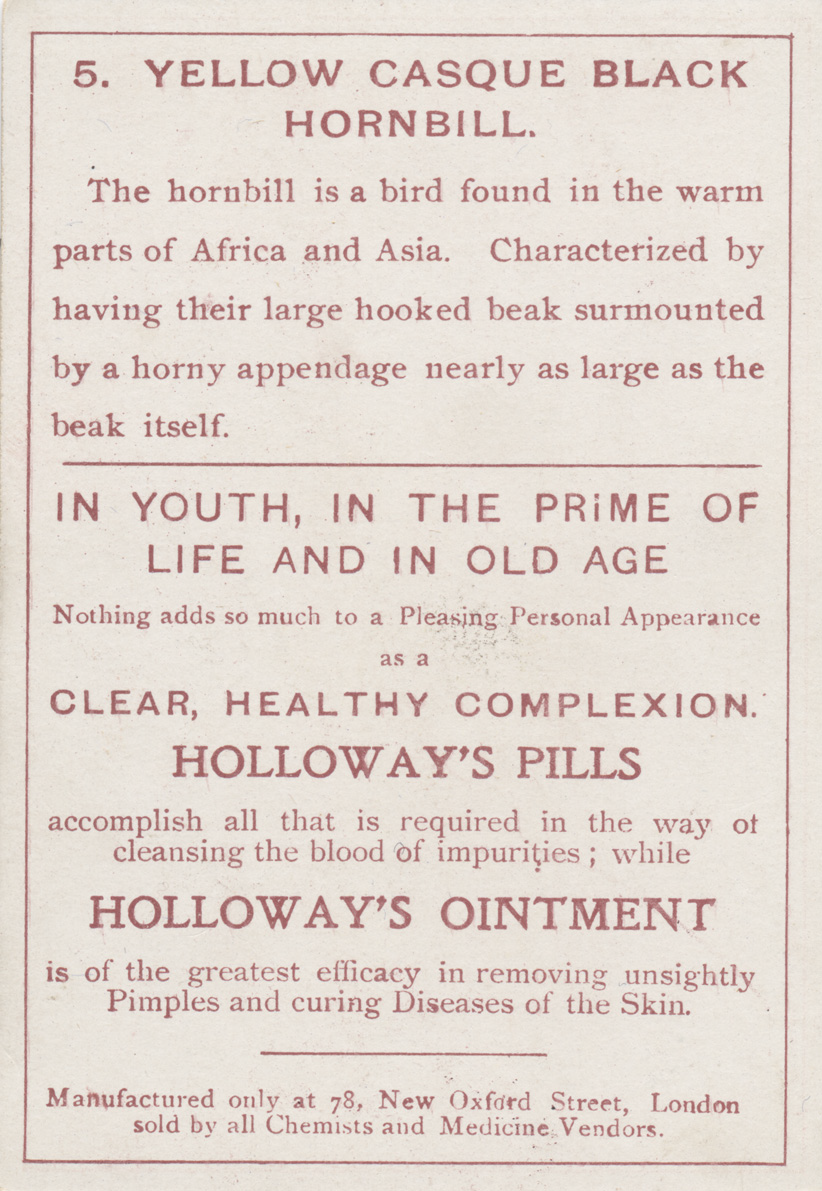 5. YELLOW CASQUE BLACK
HORNBILL.
The hornbill is a bird found in the warm
parts of Africa and Asia. Characterized by
having their large hooked beak surmounted
by a horny appendage nearly as large as the
beak itself.
IN YOUTH, IN THE PRiME OF
LIFE AND IN OLD AGE
Nothing adds so much to a Pleasing Personal Appearance
as a
CLEAR, HEALTHY COMPLEXION.
HOLLOWAY'S PILLS
accomplish all that is required in the way of
cleansing the blood of impurities; while
HOLLOWAY'S OINTMENT
is of the greatest efficacy in removing unsightly
Pimples and curing Diseases of the Skin.
Manufactured only at 78, New Oxford Street, London
sold by all Chemists and Medicine Vendors.